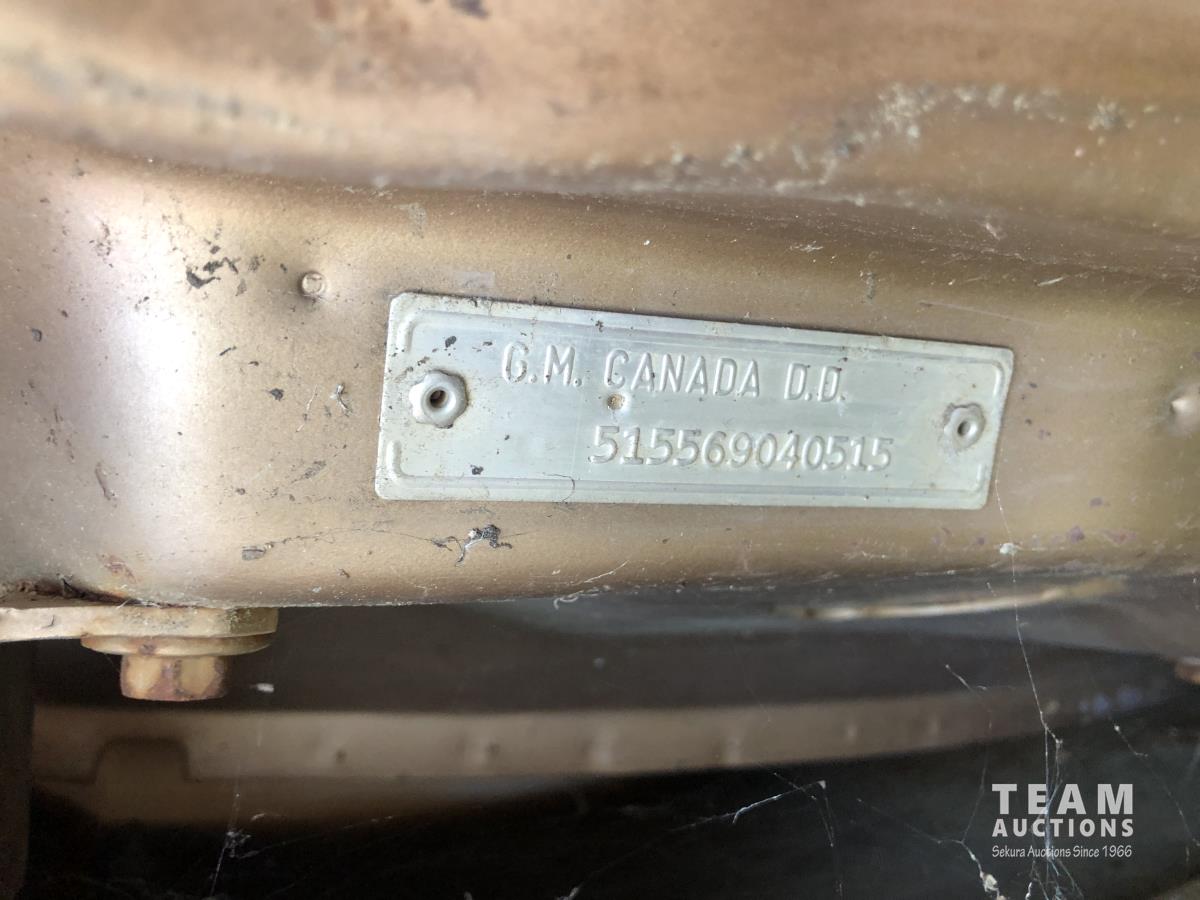 G.M. CANADA D.D.
515569040515
TEAM
AUCTIONS
Sekura Auctions Since 1966